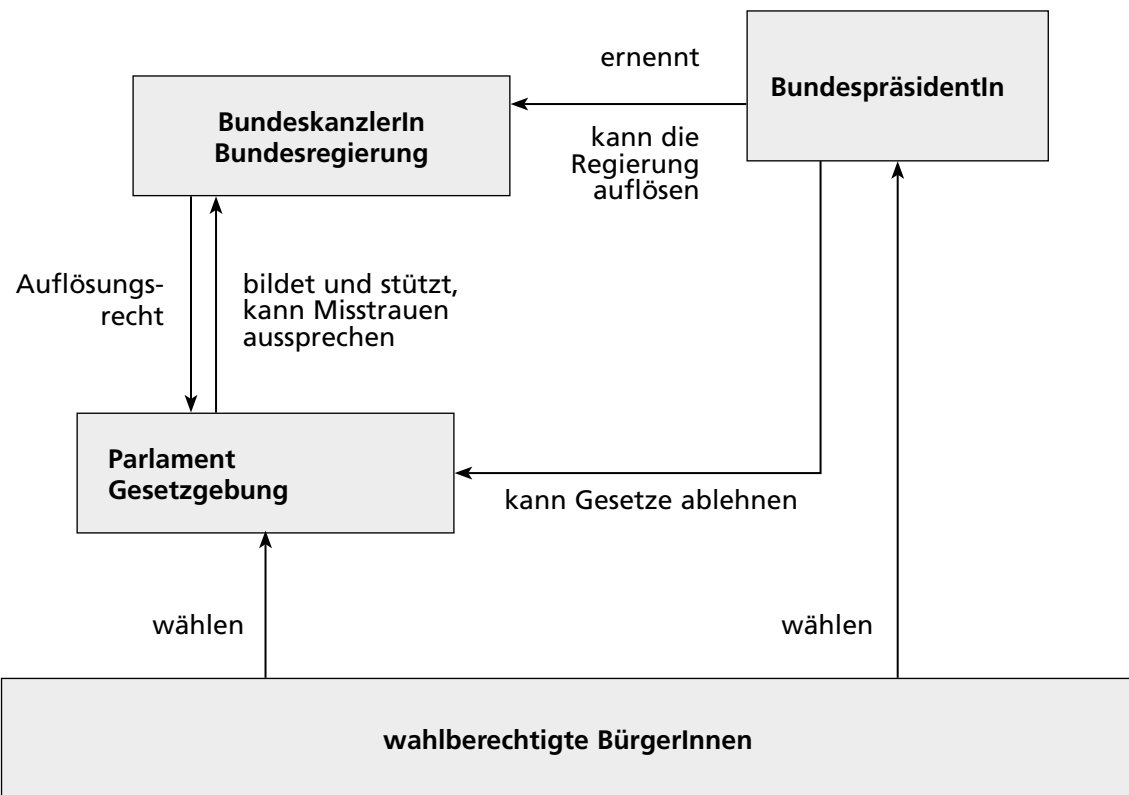 ernennt
BundespräsidentIn
BundeskanzlerIn
Bundesregierung
kann die
Regierung
auflösen
Auflösungs-
recht
bildet und stützt,
kann Misstrauen
aussprechen
Parlament
Gesetzgebung
kann Gesetze ablehnen
wählen
wählen
wahlberechtigte BürgerInnen